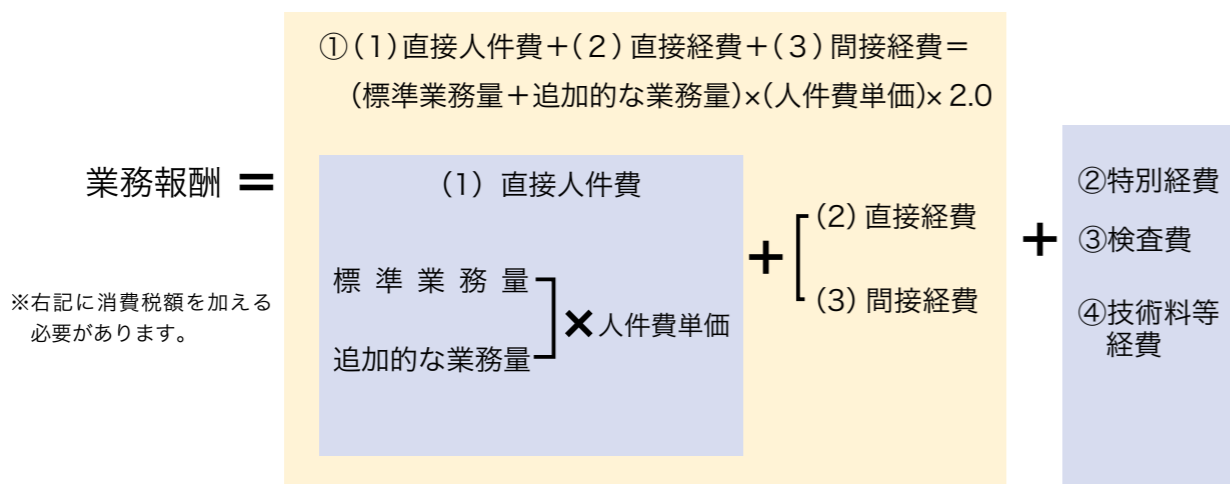 ①(1)直接人件費+(2)直接経費+(3)間接経費=
(標準業務量+追加的な業務量)×(人件費単価)×2.0
業務報酬 =
(1) 直接人件費
標準業務量
追加的な業務量
× 人件費単価
+
(2) 直接経費
(3) 間接経費
+
②特別経費
③検査費
④技術料等
経費
※右記に消費税額を加える
必要があります。